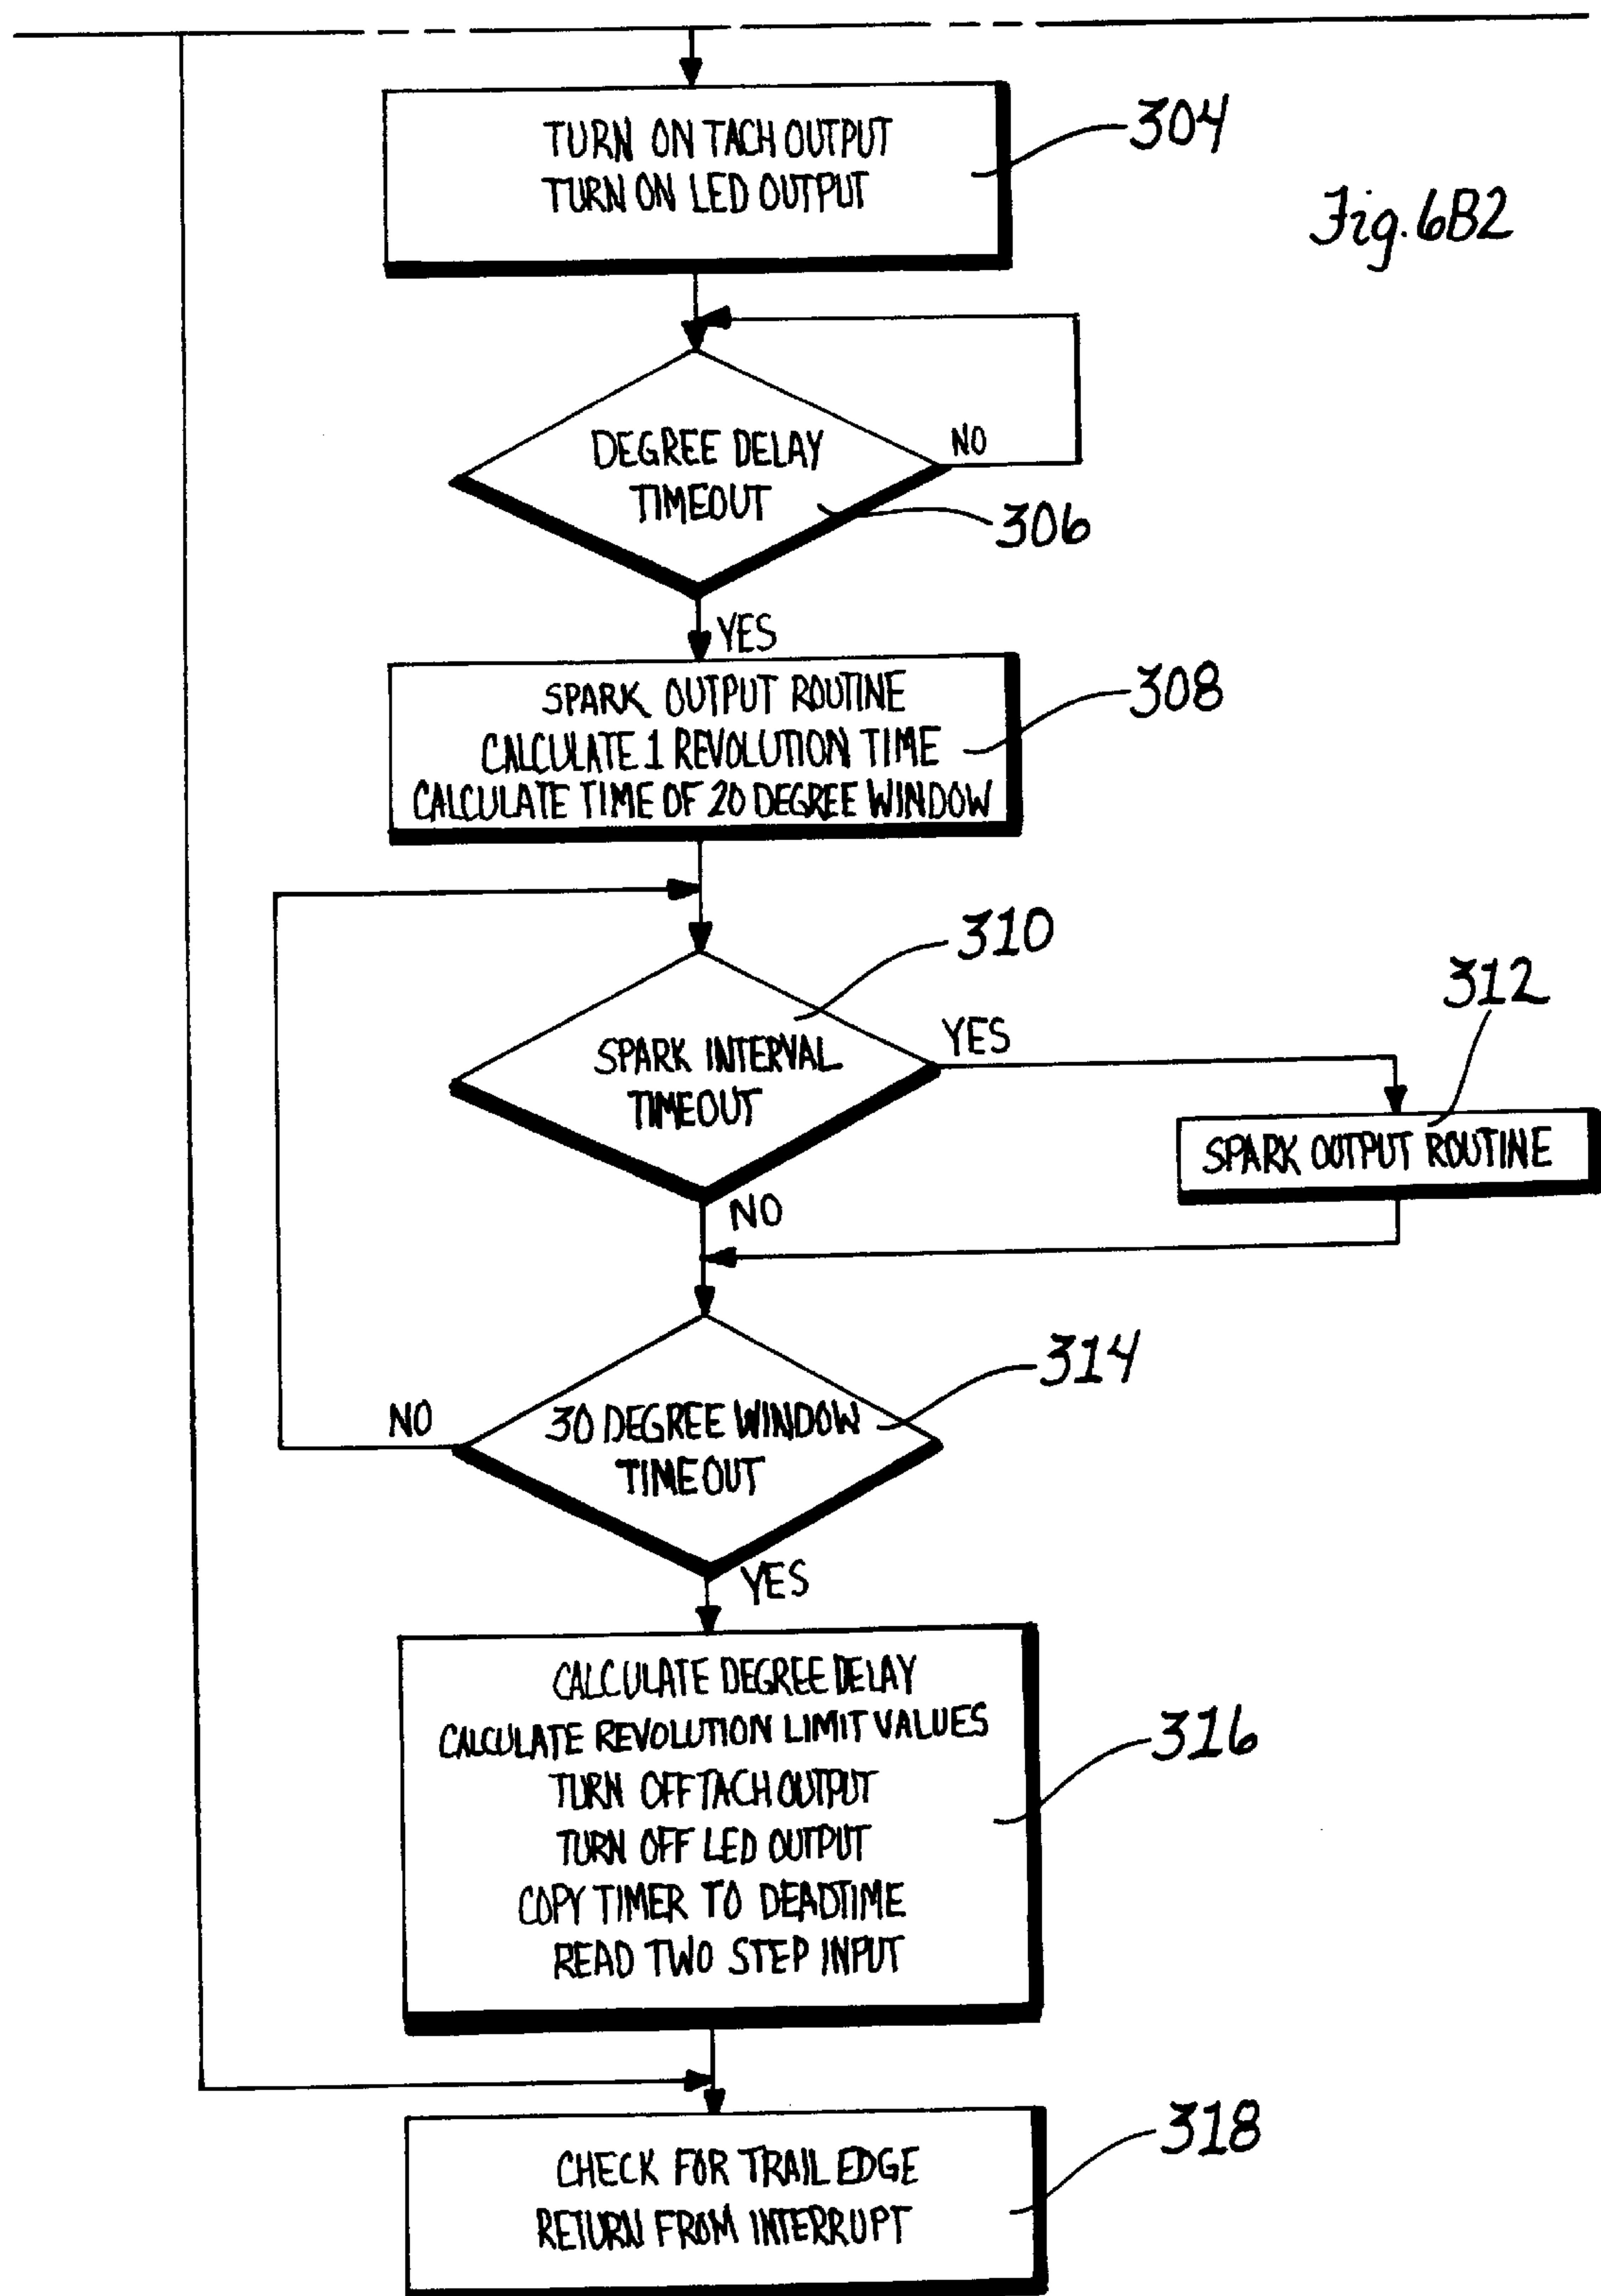 TURN ON TACH OUTPUT
TURN ON LED OUTPUT
304
Fig. 6B2
DEGREE DELAY
TIMEOUT
NO
306
YES
SPARK OUTPUT ROUTINE
CALCULATE 1 REVOLUTION TIME
CALCULATE TIME OF 20 DEGREE WINDOW
308
310
SPARK INTERVAL
TIMEOUT
YES
312
SPARK OUTPUT ROUTINE
NO
314
30 DEGREE WINDOW
TIMEOUT
NO
YES
CALCULATE DEGREE DELAY
CALCULATE REVOLUTION LIMIT VALUES
TURN OFF TACH OUTPUT
TURN OFF LED OUTPUT
COPY TIMER TO DEADTIME
READ TWO STEP INPUT
316
CHECK FOR TRAIL EDGE
RETURN FROM INTERRUPT
318